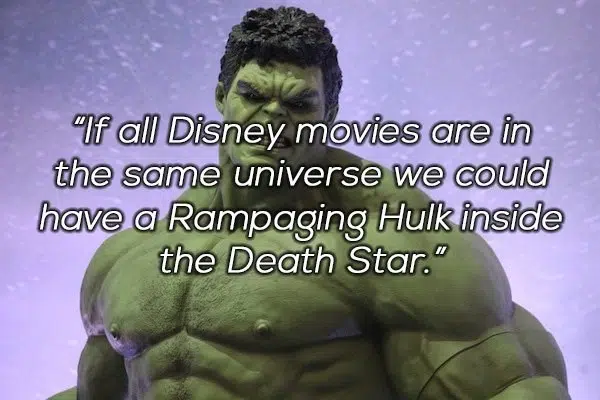 "If all Disney movies are in
the same universe we could
have a Rampaging Hulk inside
the Death Star."